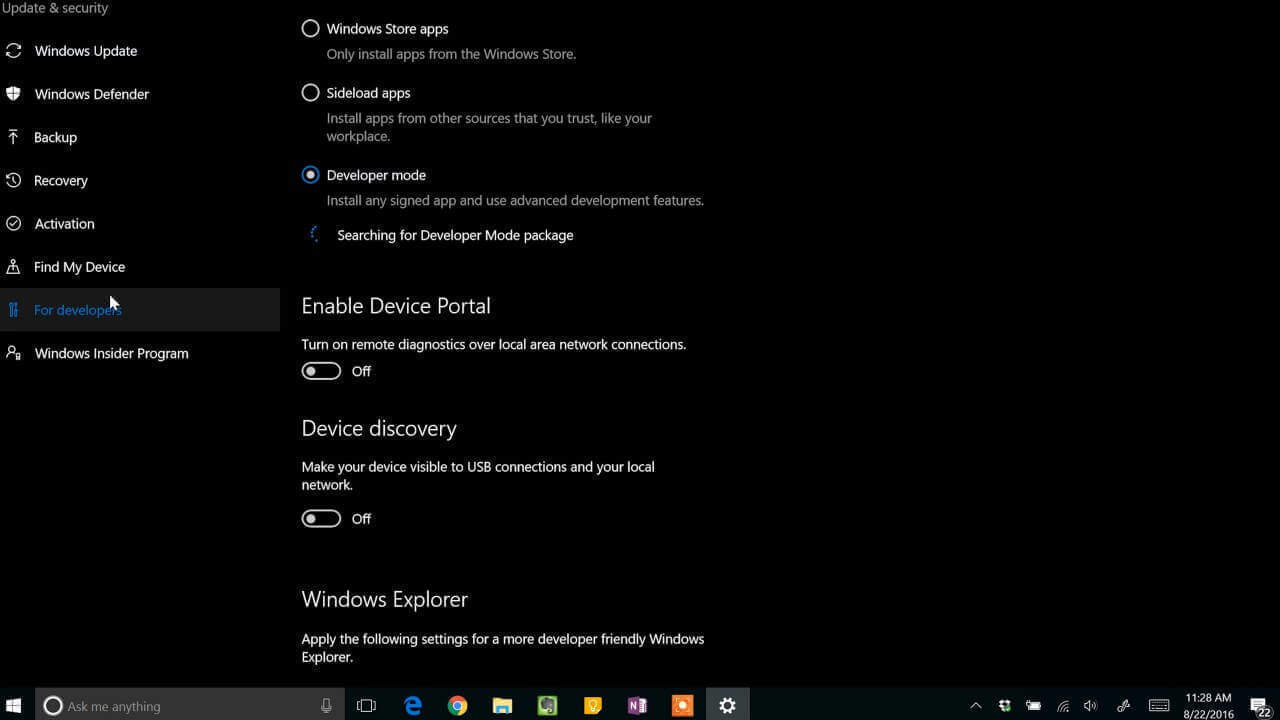 Update & security
Windows Update
Windows Defender
Backup
Recovery
Activation
Find My Device
For developers
Windows Insider Program
Windows Store apps
Only install apps from the Windows Store.
Sideload apps
Install apps from other sources that you trust, like your
workplace.
Developer mode
Install any signed app and use advanced development features.
Searching for Developer Mode package
Enable Device Portal
Turn on remote diagnostics over local area network connections.
Off
Device discovery
Make your device visible to USB connections and your local
network.
Off
Windows Explorer
Apply the following settings for a more developer friendly Windows
Explorer.
Ask me anything
11:28 AM
8/22/2016
22